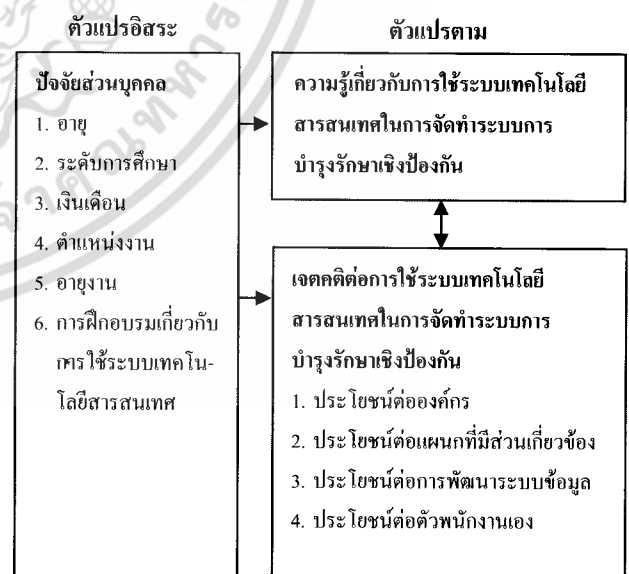 ตัวแปรอิสระ
ปัจจัยส่วนบุคคล
1. อายุ
2. ระดับการศึกษา
3. เงินเดือน
4. ตำแหน่งงาน
5. อายุงาน
6. การฝึกอบรมเกี่ยวกับ
การใช้ระบบเทคโน-
โลยีสารสนเทศ
ตัวแปรตาม
ความรู้เกี่ยวกับการใช้ระบบเทคโนโลยี
สารสนเทศในการจัดทำระบบการ
บำรุงรักษาเชิงป้องกัน
เจตคติต่อการใช้ระบบเทคโนโลยี
สารสนเทศในการจัดทำระบบการ
บำรุงรักษาเชิงป้องกัน
1. ประโยชน์ต่อองค์กร
2. ประโยชน์ต่อแผนกที่มีส่วนเกี่ยวข้อง
3. ประโยชน์ต่อการพัฒนาระบบข้อมูล
4. ประโยชน์ต่อตัวพนักงานเอง